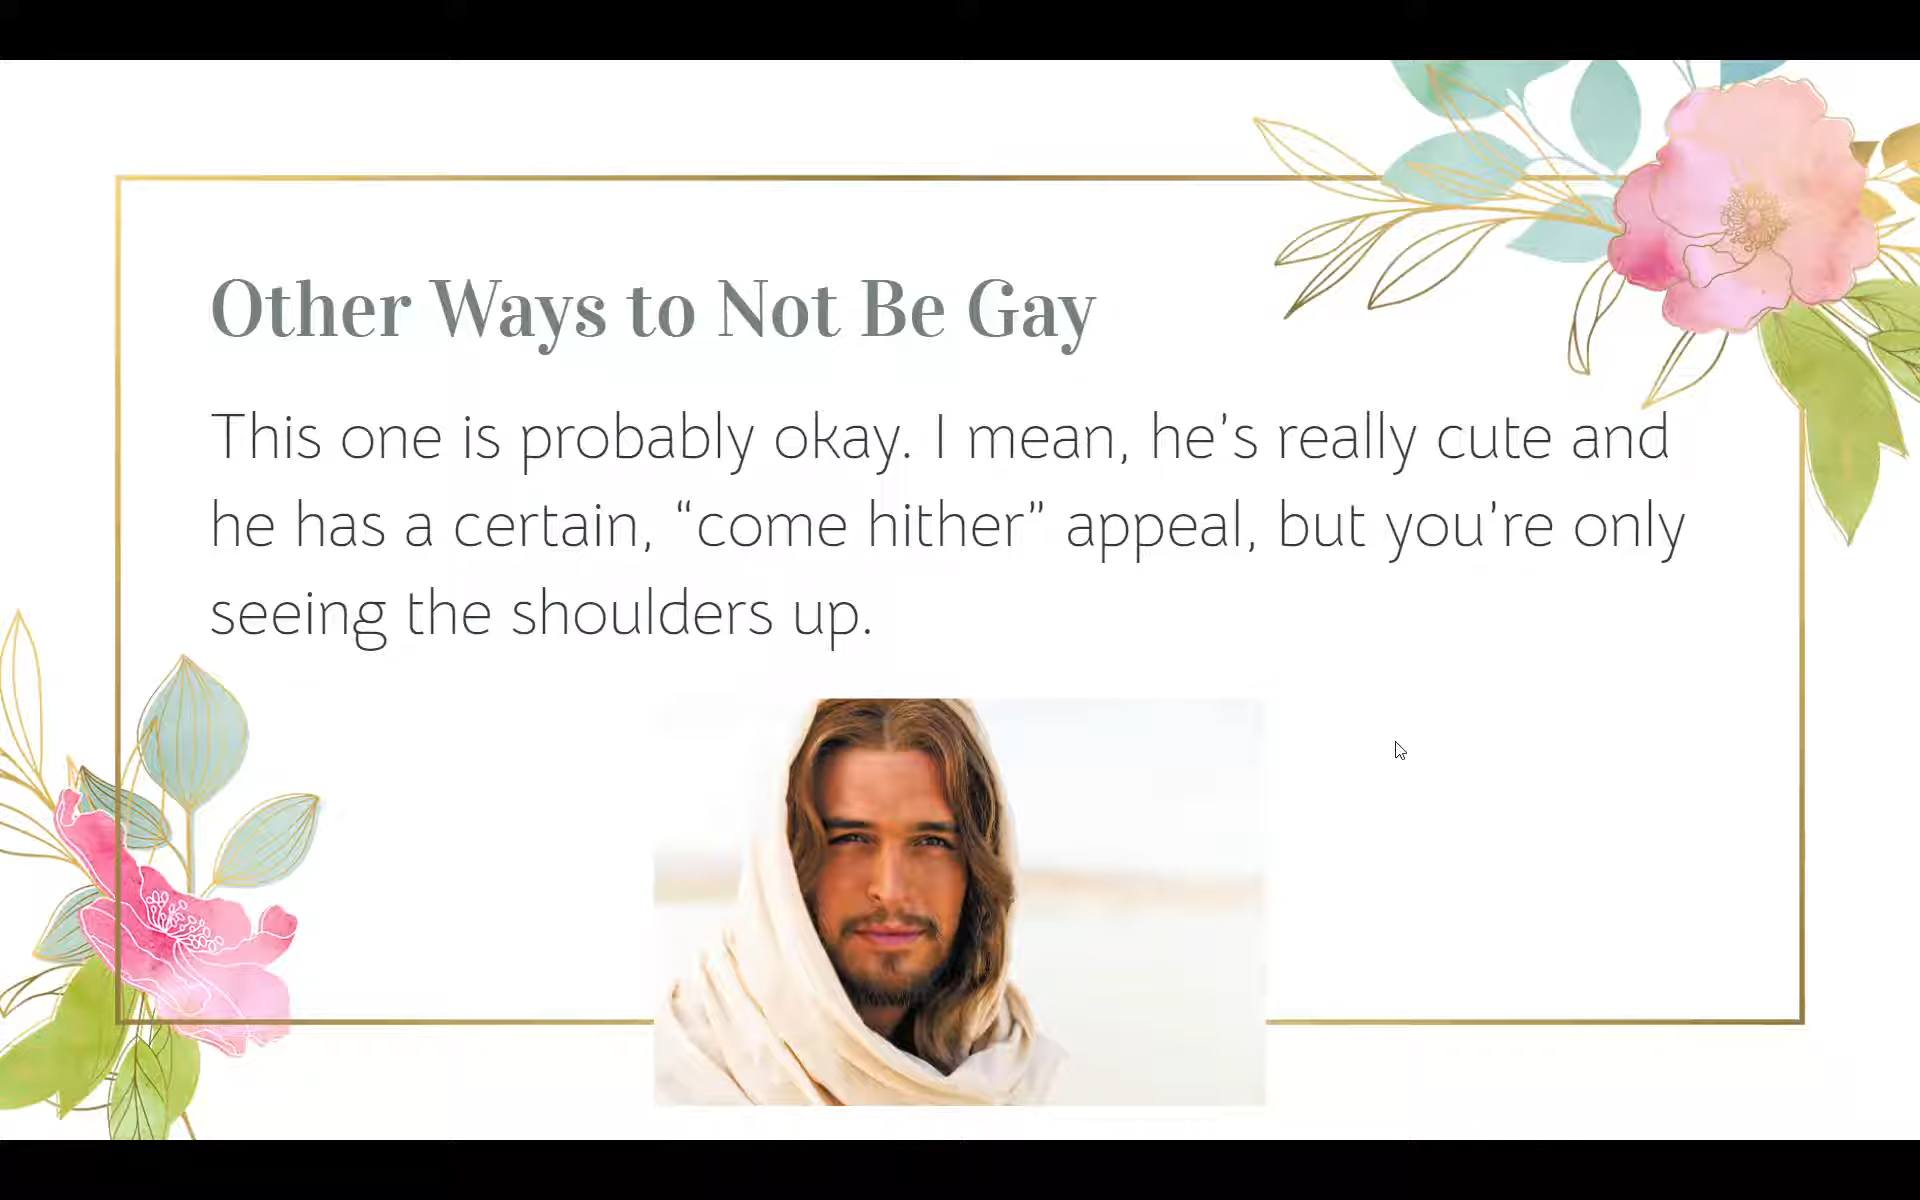 Other Ways to Not Be Gay
This one is probably okay. I mean, he's really cute and
he has a certain, “come hither” appeal, but you're only
seeing the shoulders up.